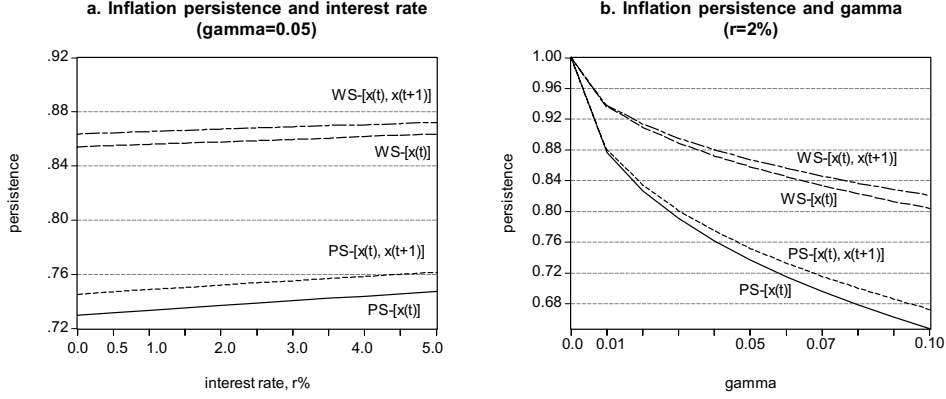 a. Inflation persistence and interest rate
(gamma=0.05)
.92
.88
.84
.80
.76
.72
persistence
WS-[x(t), x(t+1)]
WS-[x(t)]
PS-[x(t), x(t+1)]
PS-[x(t)]
0.0 0.5 1.0 2.0 3.0 4.0 5.0
interest rate, r%
b. Inflation persistence and gamma
(r=2%)
1.00
0.96
0.92
0.88
0.84
0.80
0.76
0.72
0.68
persistence
WS-[x(t), x(t+1)]
WS-[x(t)]
PS-[x(t), x(t+1)]
PS-[x(t)]
0.0 0.01 0.05 0.07 0.10
gamma